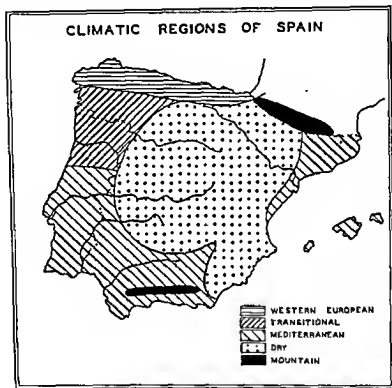 CLIMATIC REGIONS OF SPAIN
WESTERN EUROPEAN
TRANSITIONAL
MEDITERRANEAN
DRY
MOUNTAIN